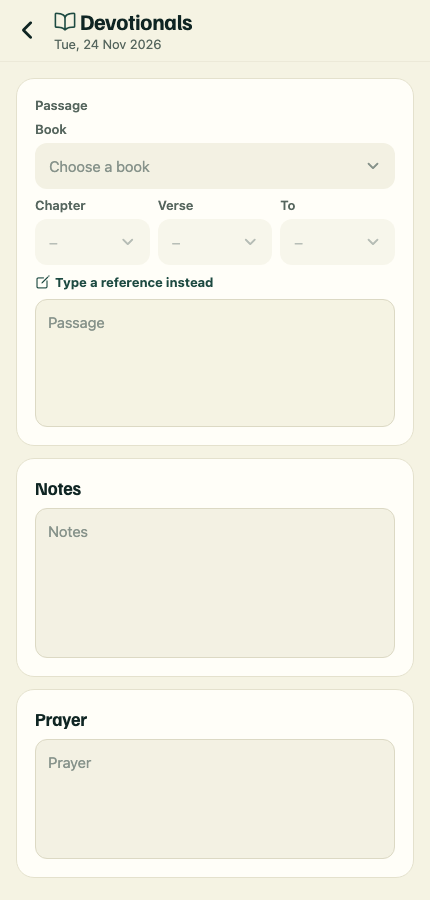 Devotionals
Tue, 24 Nov 2026
Passage
Book
Choose a book
Chapter Verse To
– – –
Type a reference instead
Passage
Notes
Notes
Prayer
Prayer